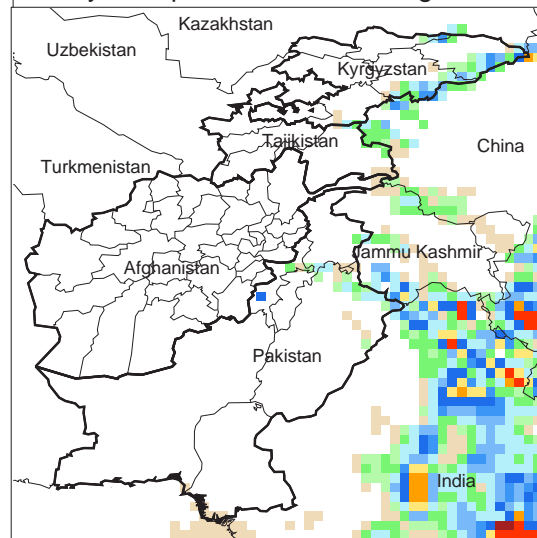 Kazakhstan
Uzbekistan
Kyrgyzstan
Tajikistan
China
Turkmenistan
Jammu Kashmir
Afghanistan
Pakistan
India